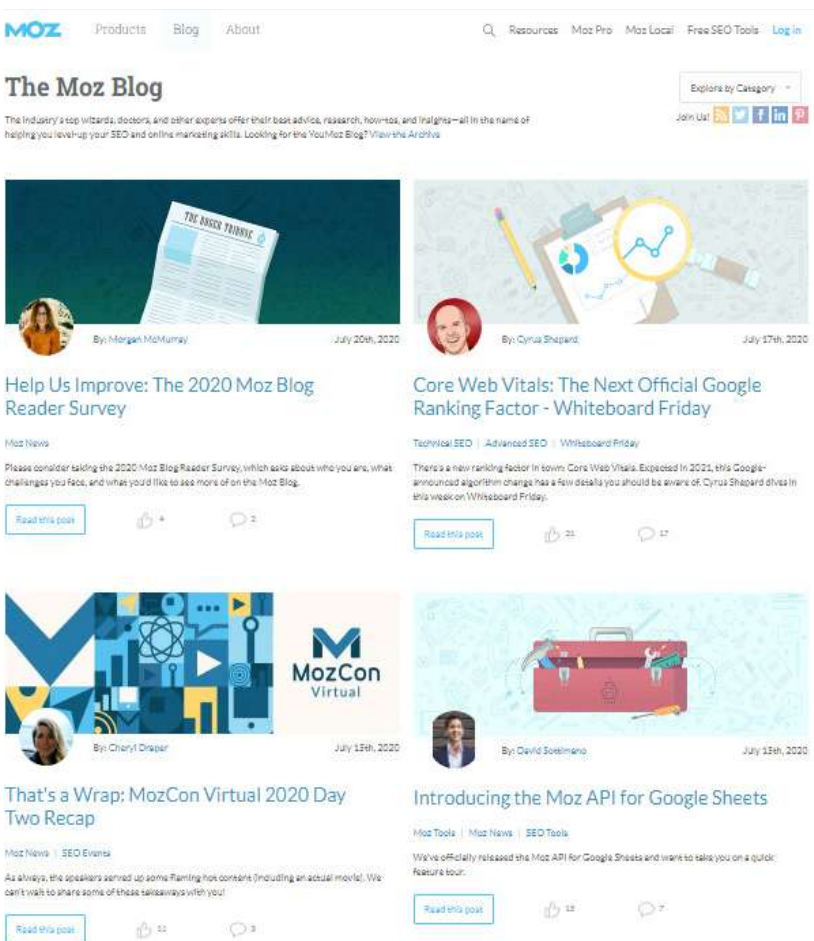 MOZ
Products Blog About
Resources Moz Pro Moz Local Free SEO Tools Log in
The Moz Blog
Explore by Category
The industry's top wizards, doctors, and other experts offer their best advice, research, how-tos, and insights—all in the name of
helping you level-up your SEO and online marketing skills. Looking for the YouMoz Blog? View the Archive
Join Us!
THE ROGER TRIBUNE
By: Morgan McMurray July 20th, 2020
Help Us Improve: The 2020 Moz Blog
Reader Survey
Moz News
Please consider taking the 2020 Moz Blog Reader Survey, which asks about who you are, what
challenges you face, and what you'd like to see more of on the Moz Blog.
Read this post 4 2
By: Cyrus Shepard July 17th, 2020
Core Web Vitals: The Next Official Google
Ranking Factor - Whiteboard Friday
Technical SEO | Advanced SEO | Whiteboard Friday
There's a new ranking factor in town: Core Web Vitals. Expected in 2021, this Google-
announced algorithm change has a few details you should be aware of. Cyrus Shepard dives in
this week on Whiteboard Friday.
Read this post 21 17
MozCon
Virtual
By: Cheryl Draper July 15th, 2020
That's a Wrap: MozCon Virtual 2020 Day
Two Recap
Moz News | SEO Events
As always, the speakers served up some flaming hot content (including an actual movie). We
can't wait to share some of these takeaways with you!
Read this post 3
By: David Sottimano
Introducing the Moz API for Google Sheets
Moz Tools | Moz News | SEO Tools
We've officially released the Moz API for Google Sheets and want to take you on a quick
feature tour.
Read this post 7